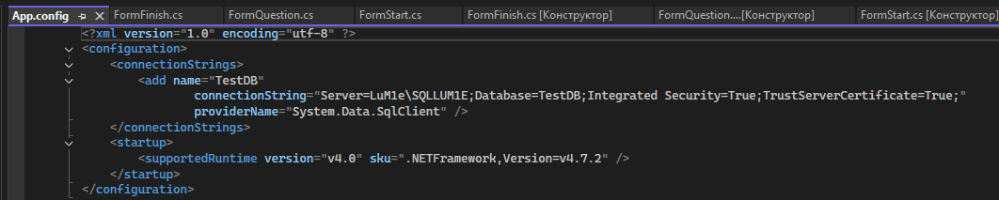 App.config FormFinish.cs FormQuestion.cs FormStart.cs FormFinish.cs [Конструктор] FormQuestion....[Конструктор] FormStart.cs [Конструктор]
<?xml version="1.0" encoding="utf-8" ?>
<configuration>
<connectionStrings>
<add name="TestDB"
connectionString="Server=LuM1e\SQLLUM1E;Database=TestDB;Integrated Security=True;TrustServerCertificate=True;"
providerName="System.Data.SqlClient" />
</connectionStrings>
<startup>
<supportedRuntime version="v4.0" sku=".NETFramework,Version=v4.7.2" />
</startup>
</configuration>